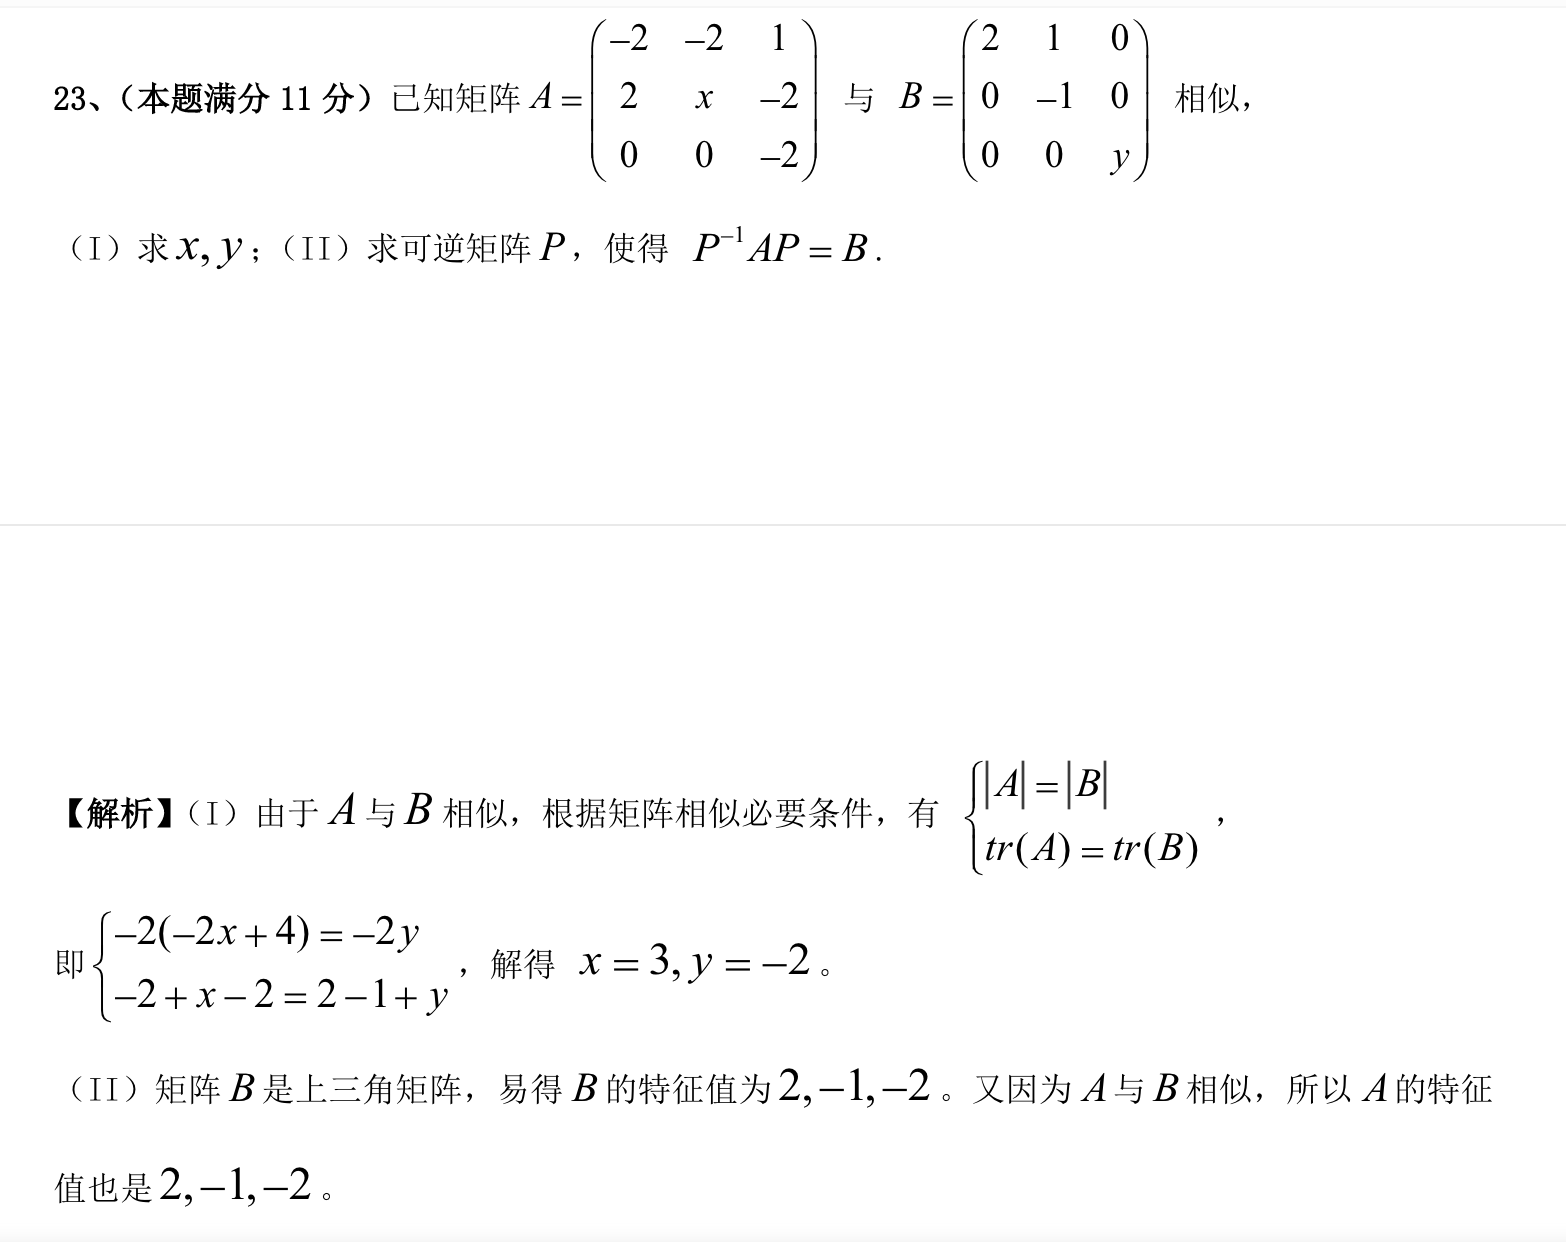 23、（本题满分 11 分）已知矩阵 $A=\begin{pmatrix}-2 & -2 & 1\\ 2 & x & -2\\ 0 & 0 & -2\end{pmatrix}$ 与 $B=\begin{pmatrix}2 & 1 & 0\\ 0 & -1 & 0\\ 0 & 0 & y\end{pmatrix}$ 相似，
（I）求 $x,y$；（II）求可逆矩阵 $P$，使得 $P^{-1}AP=B$.
【解析】（I）由于 $A$ 与 $B$ 相似，根据矩阵相似必要条件，有 $\begin{cases}|A|=|B|\\ tr(A)=tr(B)\end{cases}$，
即 $\begin{cases}-2(-2x+4)=-2y\\ -2+x-2=2-1+y\end{cases}$，解得 $x=3,y=-2$。
（II）矩阵 $B$ 是上三角矩阵，易得 $B$ 的特征值为 $2,-1,-2$。又因为 $A$ 与 $B$ 相似，所以 $A$ 的特征
值也是 $2,-1,-2$。